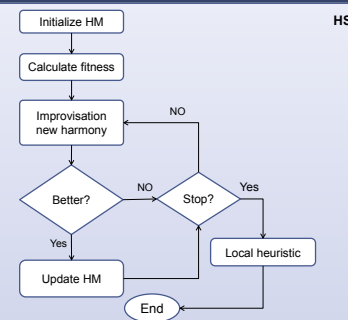 HS
Initialize HM
Calculate fitness
Improvisation
new harmony
NO
Better?
NO
Stop?
Yes
Yes
Local heuristic
Update HM
End